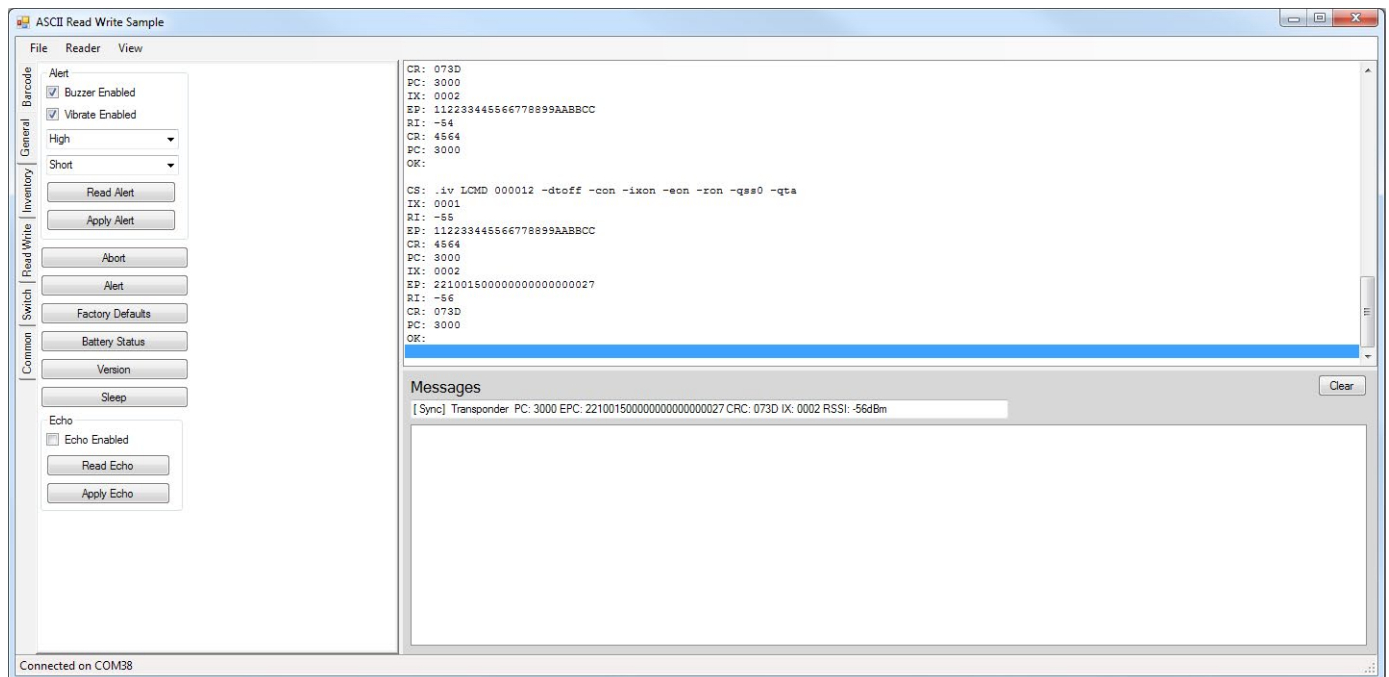 ASCII Read Write Sample
File Reader View
Barcode
General
Inventory
Read Write
Switch
Common
Alert
Buzzer Enabled
Vibrate Enabled
High
Short
Read Alert
Apply Alert
Abort
Alert
Factory Defaults
Battery Status
Version
Sleep
Echo
Echo Enabled
Read Echo
Apply Echo
CR: 073D
PC: 3000
IX: 0002
EP: 112233445566778899AABBCC
RI: -54
CR: 4564
PC: 3000
OK:
CS: .iv LCMD 000012 -dtoff -con -ixon -eon -ron -qss0 -qta
IX: 0001
RI: -55
EP: 112233445566778899AABBCC
CR: 4564
PC: 3000
IX: 0002
EP: 221001500000000000000027
RI: -56
CR: 073D
PC: 3000
OK:
Messages
Clear
[ Sync] Transponder PC: 3000 EPC: 221001500000000000000027 CRC: 073D IX: 0002 RSSI: -56dBm
Connected on COM38